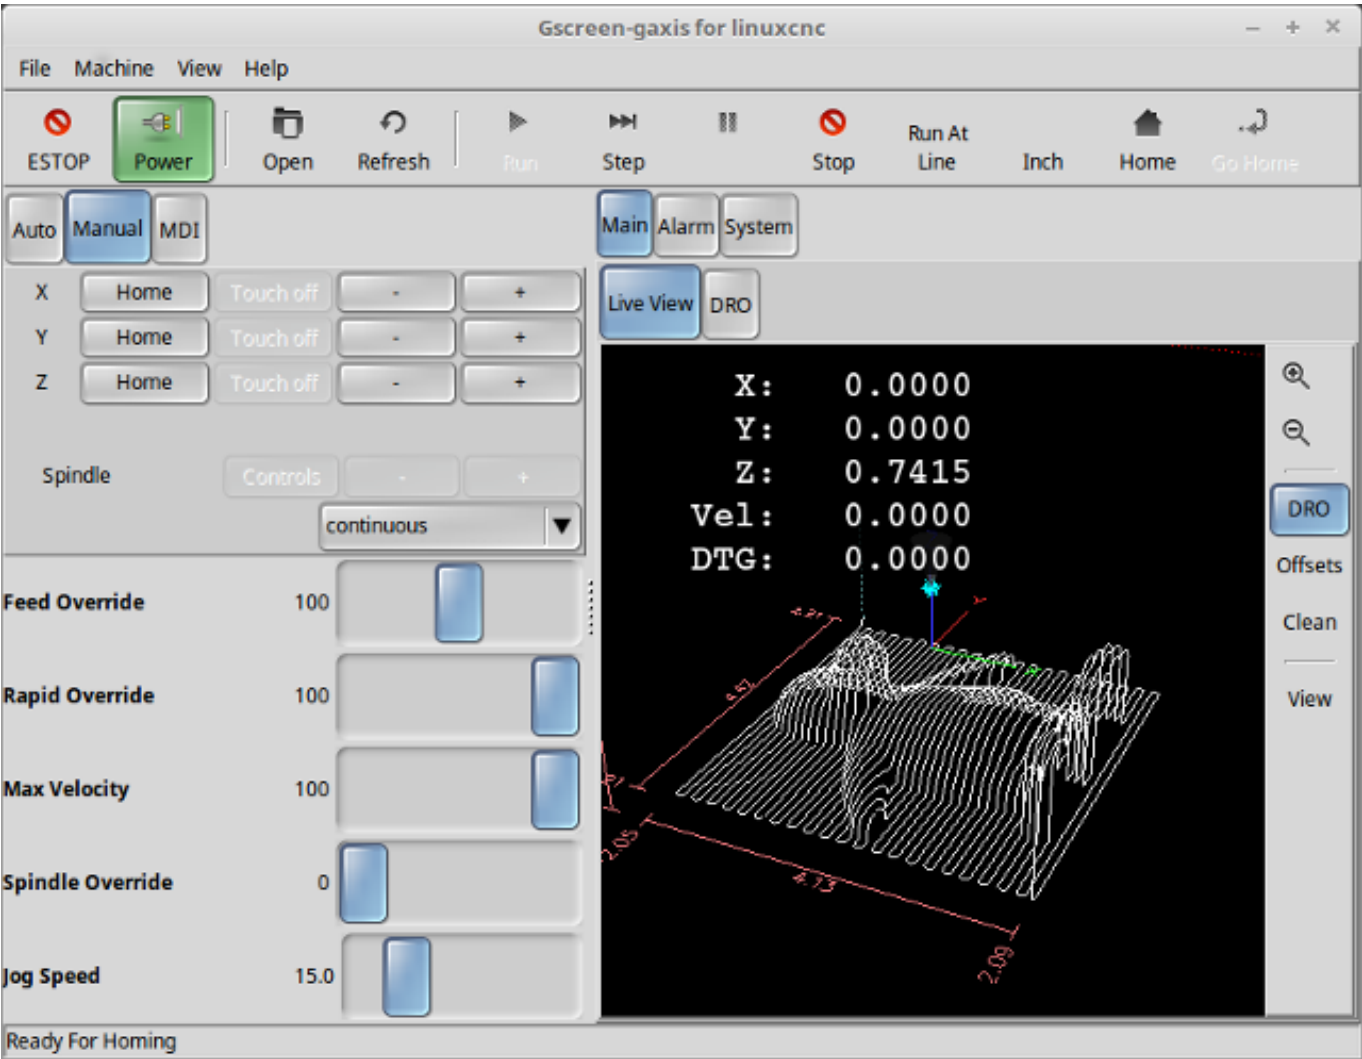 Gscreen-gaxis for linuxcnc
File Machine View Help
ESTOP Power Open Refresh Run Step Stop Run At Line Inch Home Go Home
Auto Manual MDI
Main Alarm System
X Home Touch off - +
Y Home Touch off - +
Z Home Touch off - +
Spindle Controls - +
continuous
Feed Override 100
Rapid Override 100
Max Velocity 100
Spindle Override 0
Jog Speed 15.0
Live View DRO
X: 0.0000
Y: 0.0000
Z: 0.7415
Vel: 0.0000
DTG: 0.0000
2.05
4.13
2.09
DRO
Offsets
Clean
View
Ready For Homing